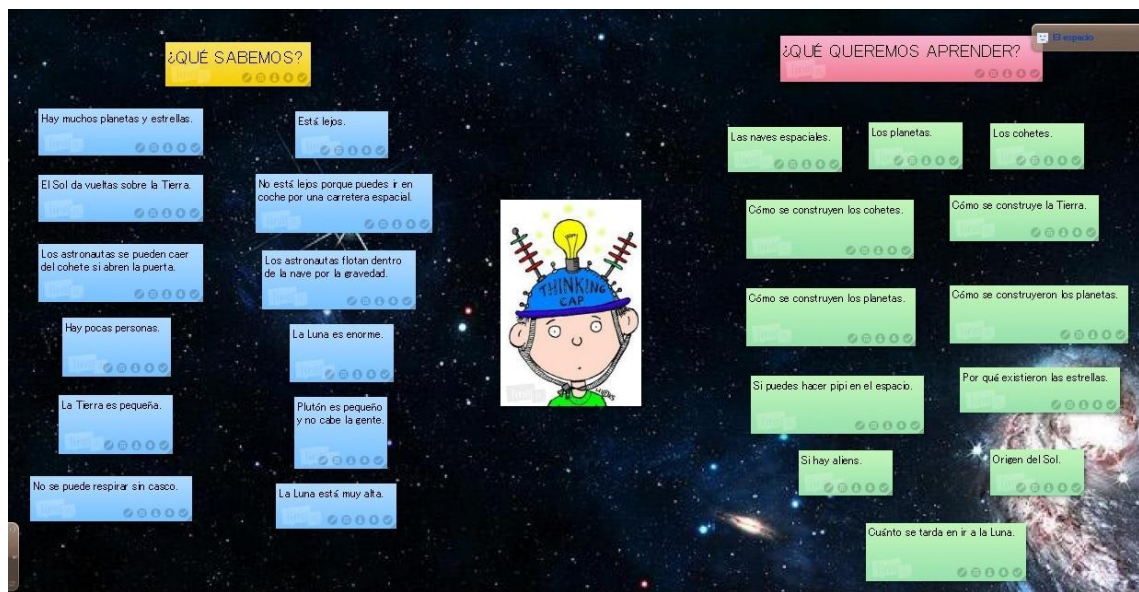 ¿QUÉ SABEMOS?
Hay muchos planetas y estrellas.
Está lejos.
El Sol da vueltas sobre la Tierra.
No está lejos porque puedes ir en
coche por una carretera espacial.
Los astronautas se pueden caer
del cohete si abren la puerta.
Los astronautas flotan dentro
de la nave por la gravedad.
Hay pocas personas.
La Luna es enorme.
La Tierra es pequeña.
Plutón es pequeño
y no cabe la gente.
No se puede respirar sin casco.
La Luna está muy alta.
THINKING
CAP
¿QUÉ QUEREMOS APRENDER?
El espacio
Las naves espaciales.
Los planetas.
Los cohetes.
Cómo se construyen los cohetes.
Cómo se construye la Tierra.
Cómo se construyen los planetas.
Cómo se construyeron los planetas.
Si puedes hacer pipi en el espacio.
Por qué existieron las estrellas.
Si hay aliens.
Origen del Sol.
Cuánto se tarda en ir a la Luna.